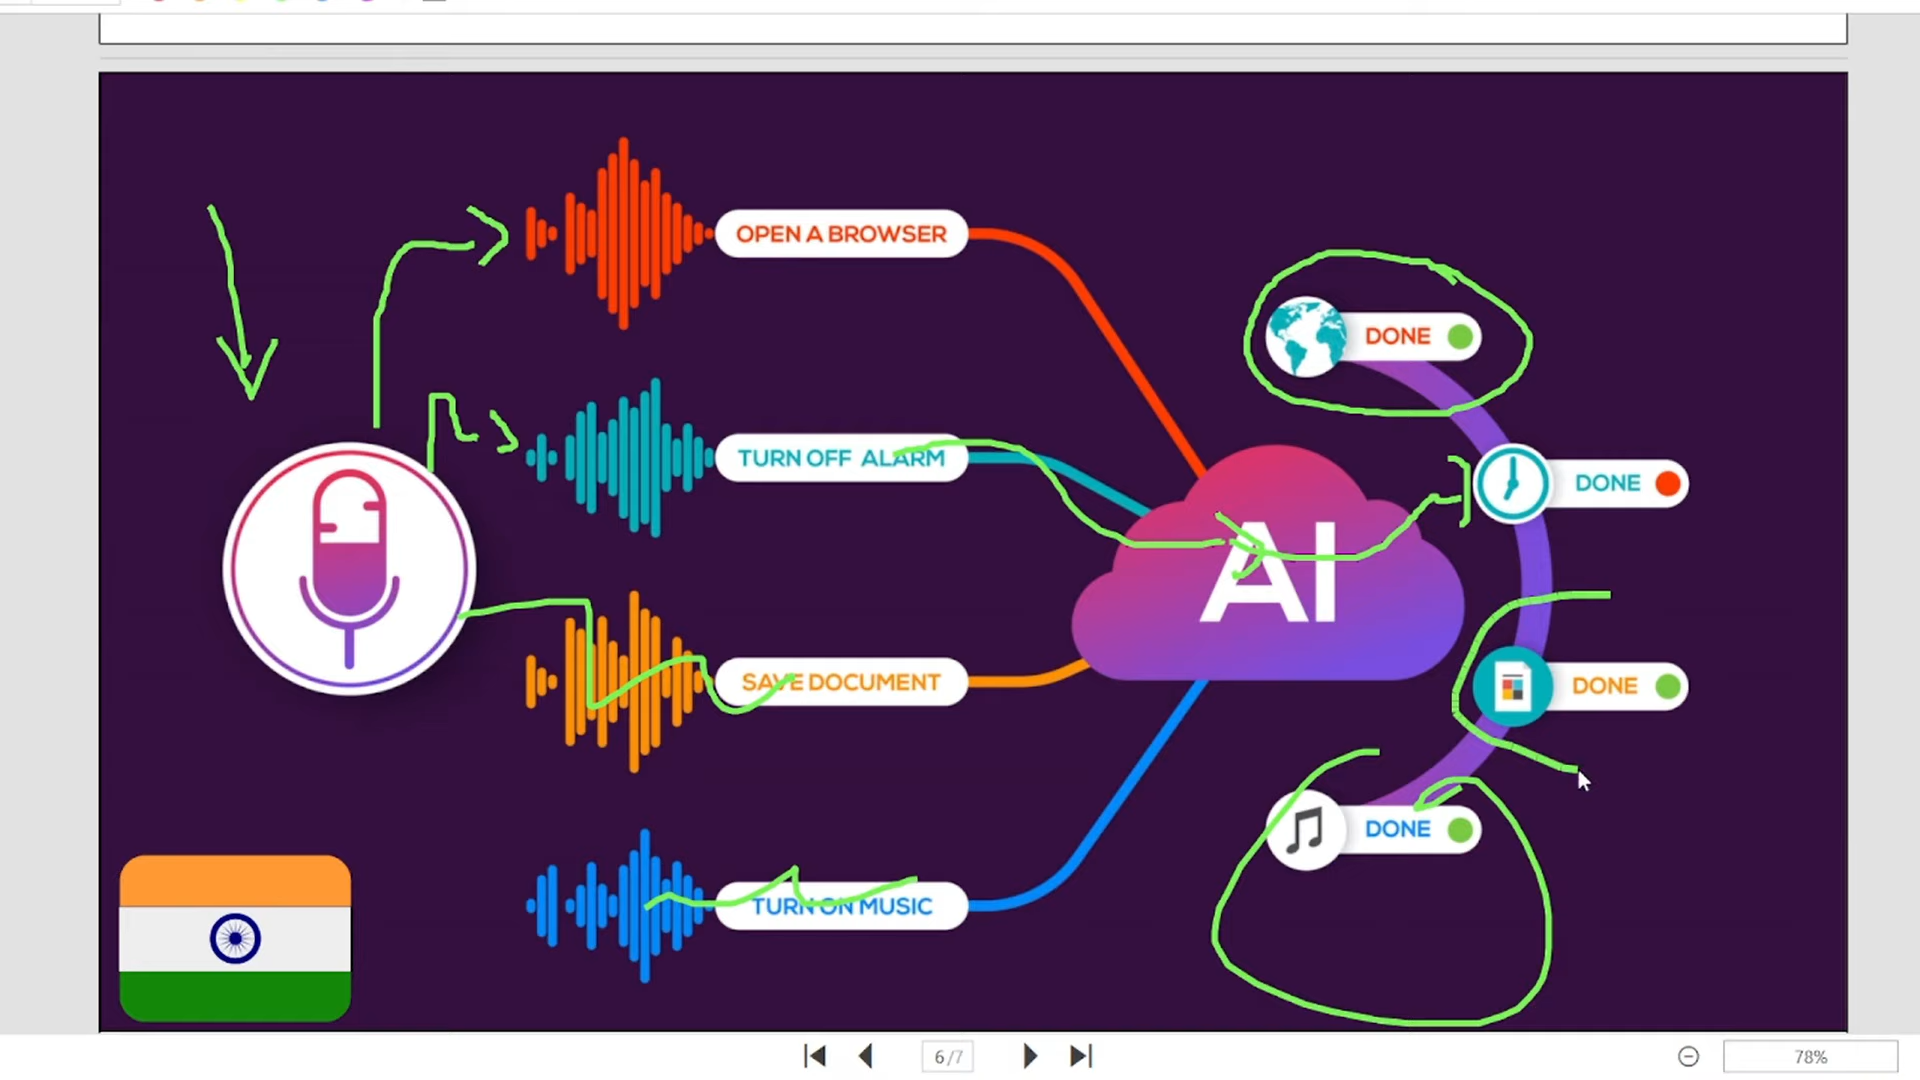 OPEN A BROWSER
DONE
TURN OFF ALARM
DONE
AI
SAVE DOCUMENT
DONE
DONE
TURN ON MUSIC
6/7
78%